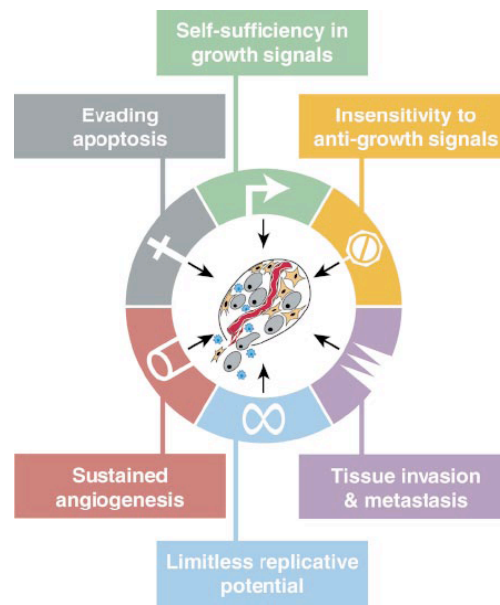 Self-sufficiency in
growth signals
Evading
apoptosis
Insensitivity to
anti-growth signals
Sustained
angiogenesis
Tissue invasion
& metastasis
Limitless replicative
potential